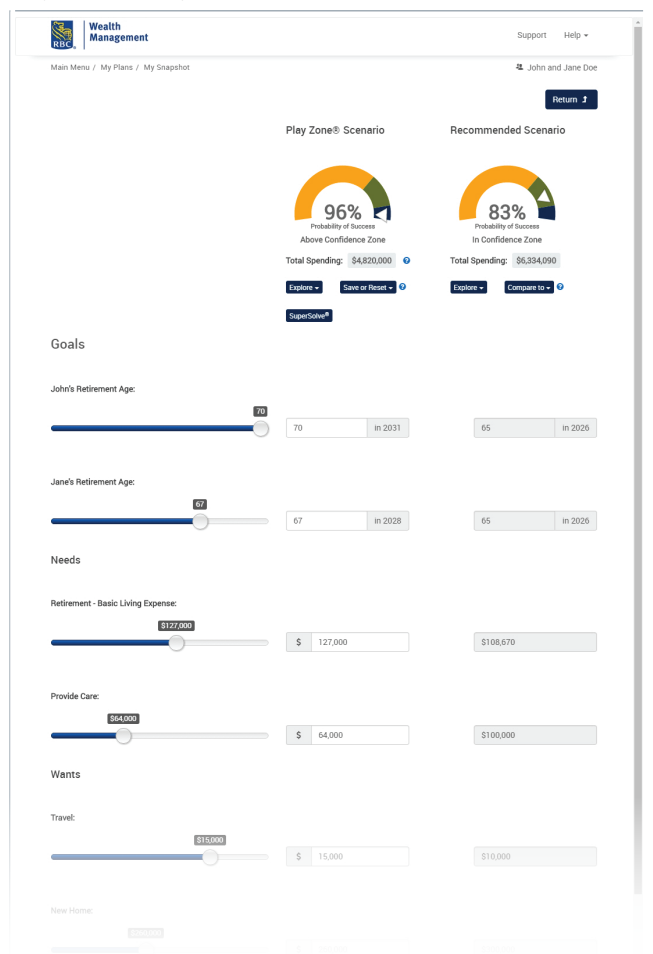 RBC
Wealth
Management
Support Help
Main Menu / My Plans / My Snapshot
John and Jane Doe
Return
Play Zone® Scenario
Recommended Scenario
96%
Probability of Success
Above Confidence Zone
83%
Probability of Success
In Confidence Zone
Total Spending: $4,820,000 ?
Total Spending: $6,334,090
Explore
Save or Reset ?
Explore
Compare to ?
SuperSolve®
Goals
John's Retirement Age:
70
70 in 2031
65 in 2026
Jane's Retirement Age:
67
67 in 2028
65 in 2026
Needs
Retirement - Basic Living Expense:
$127,000
$ 127,000
$108,670
Provide Care:
$64,000
$ 64,000
$100,000
Wants
Travel:
$15,000
$ 15,000
$10,000
New Home: